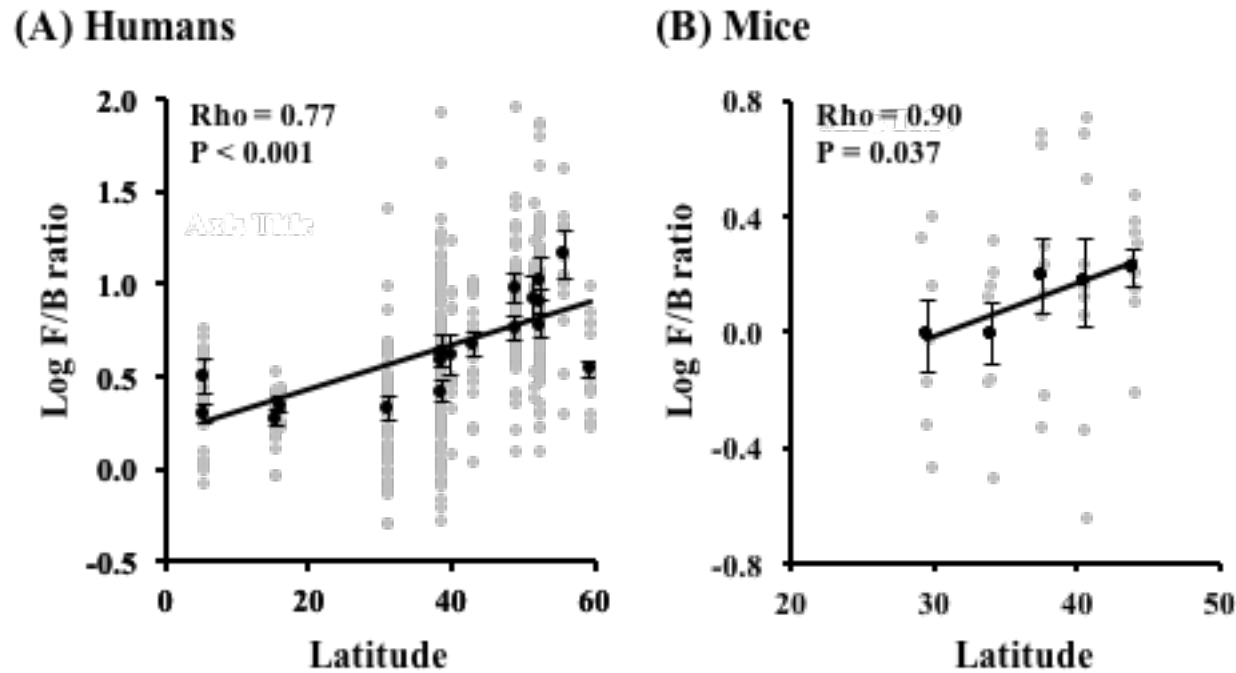 (A) Humans
2.0
1.5
1.0
0.5
0.0
-0.5
Log F/B ratio
Rho = 0.77
P < 0.001
Axis Title
0 20 40 60
Latitude
(B) Mice
0.8
0.4
0.0
-0.4
-0.8
Log F/B ratio
Rho = 0.90
P = 0.037
20 30 40 50
Latitude